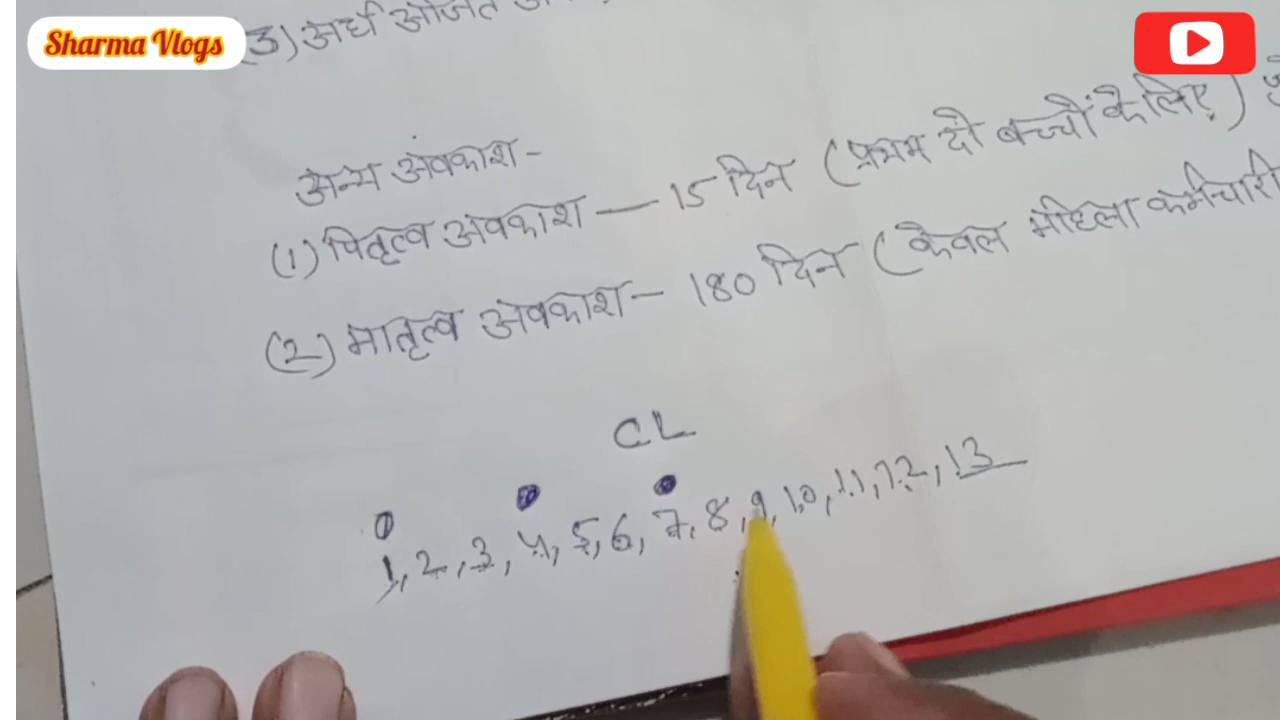 Sharma Vlogs
(3) अर्ध अर्जित
अन्य अवकाश-
(1) पितृत्व अवकाश — 15 दिन (प्रथम दो बच्चों के लिए)
(2) मातृत्व अवकाश - 180 दिन (केवल महिला कर्मचारी
CL
1, 2, 3, 4, 5, 6, 7, 8, 9, 10, 11, 12, 13